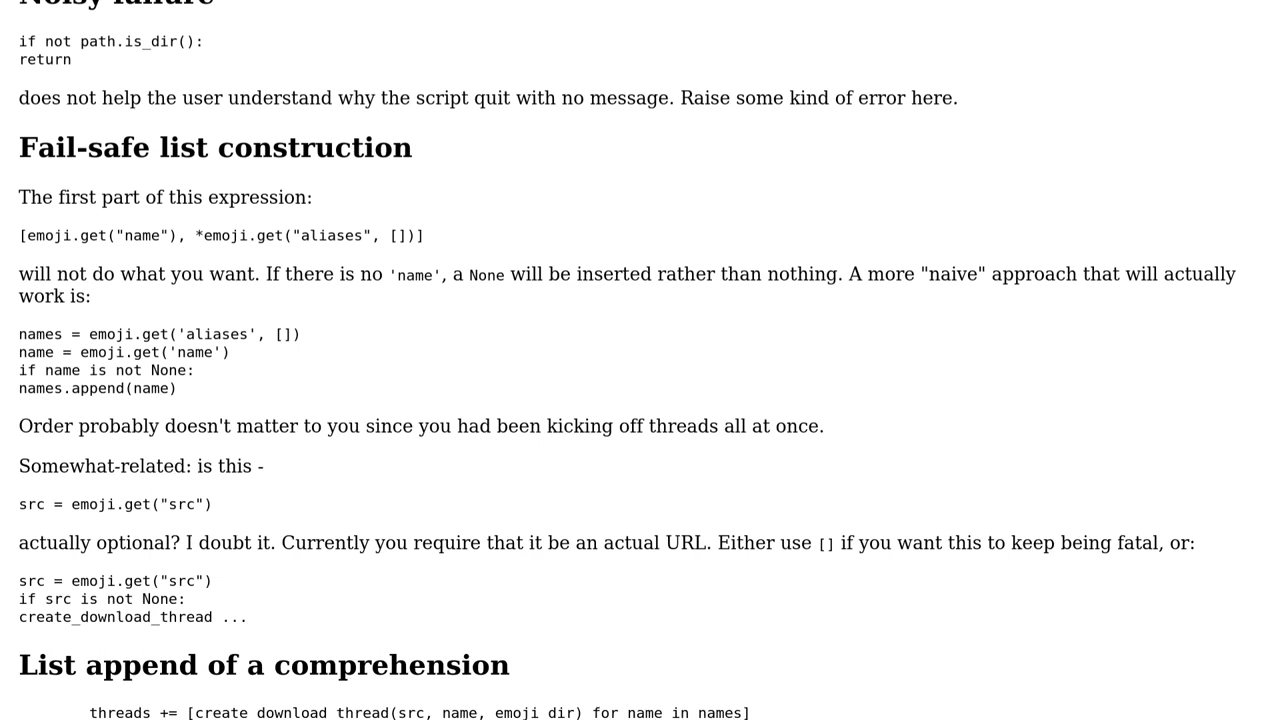 Noisy failure
if not path.is_dir():
return
does not help the user understand why the script quit with no message. Raise some kind of error here.
Fail-safe list construction
The first part of this expression:
[emoji.get("name"), *emoji.get("aliases", [])]
will not do what you want. If there is no 'name', a None will be inserted rather than nothing. A more "naive" approach that will actually
work is:
names = emoji.get('aliases', [])
name = emoji.get('name')
if name is not None:
names.append(name)
Order probably doesn't matter to you since you had been kicking off threads all at once.
Somewhat-related: is this -
src = emoji.get("src")
actually optional? I doubt it. Currently you require that it be an actual URL. Either use [] if you want this to keep being fatal, or:
src = emoji.get("src")
if src is not None:
create_download_thread ...
List append of a comprehension
threads += [create_download_thread(src, name, emoji_dir) for name in names]